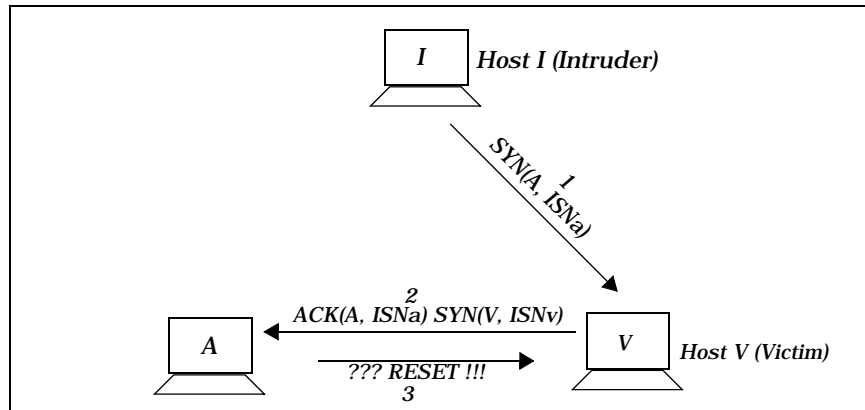 I
Host I (Intruder)
1
SYN(A, ISNa)
2
ACK(A, ISNa) SYN(V, ISNv)
A
V
Host V (Victim)
??? RESET !!!
3